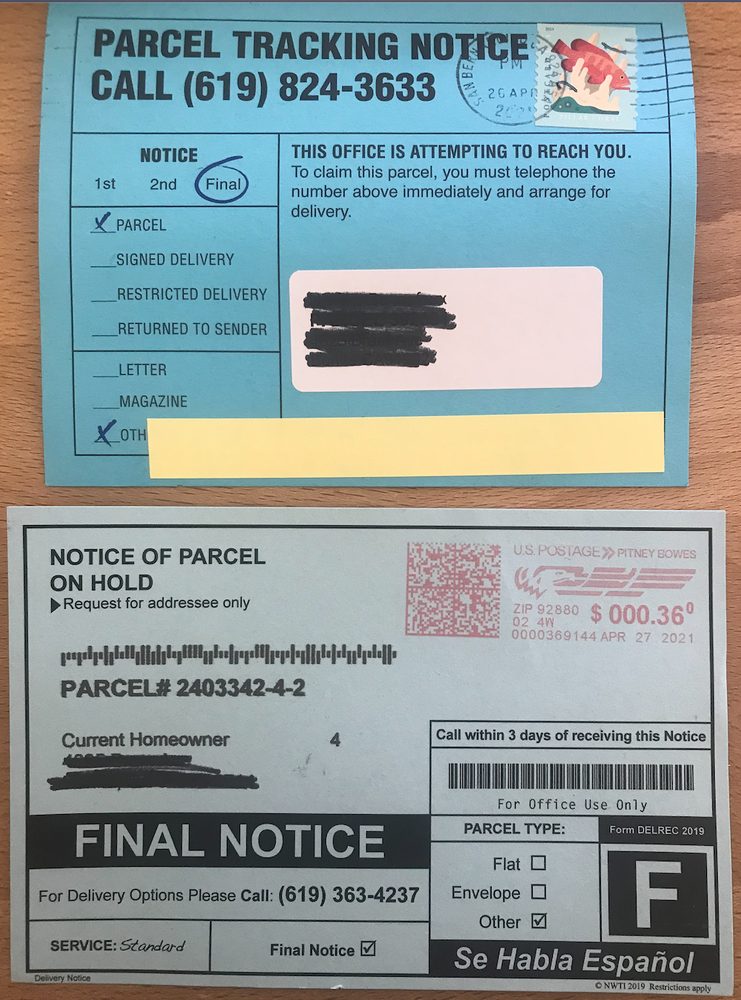 PARCEL TRACKING NOTICE
CALL (619) 824-3633
SAN
PM
26 APR
NOTICE
1st 2nd Final
X PARCEL
SIGNED DELIVERY
RESTRICTED DELIVERY
RETURNED TO SENDER
LETTER
MAGAZINE
X OTH
THIS OFFICE IS ATTEMPTING TO REACH YOU.
To claim this parcel, you must telephone the
number above immediately and arrange for
delivery.
NOTICE OF PARCEL
ON HOLD
Request for addressee only
U.S. POSTAGE PITNEY BOWES
ZIP 92880 $ 000.36⁰
02 4W
0000369144 APR 27 2021
PARCEL# 2403342-4-2
Current Homeowner 4
Call within 3 days of receiving this Notice
For Office Use Only
FINAL NOTICE
PARCEL TYPE:
Form DELREC 2019
Flat
Envelope
Other
F
For Delivery Options Please Call: (619) 363-4237
SERVICE: Standard
Final Notice
Se Habla Español
Delivery Notice
© NWTI 2019 Restrictions apply